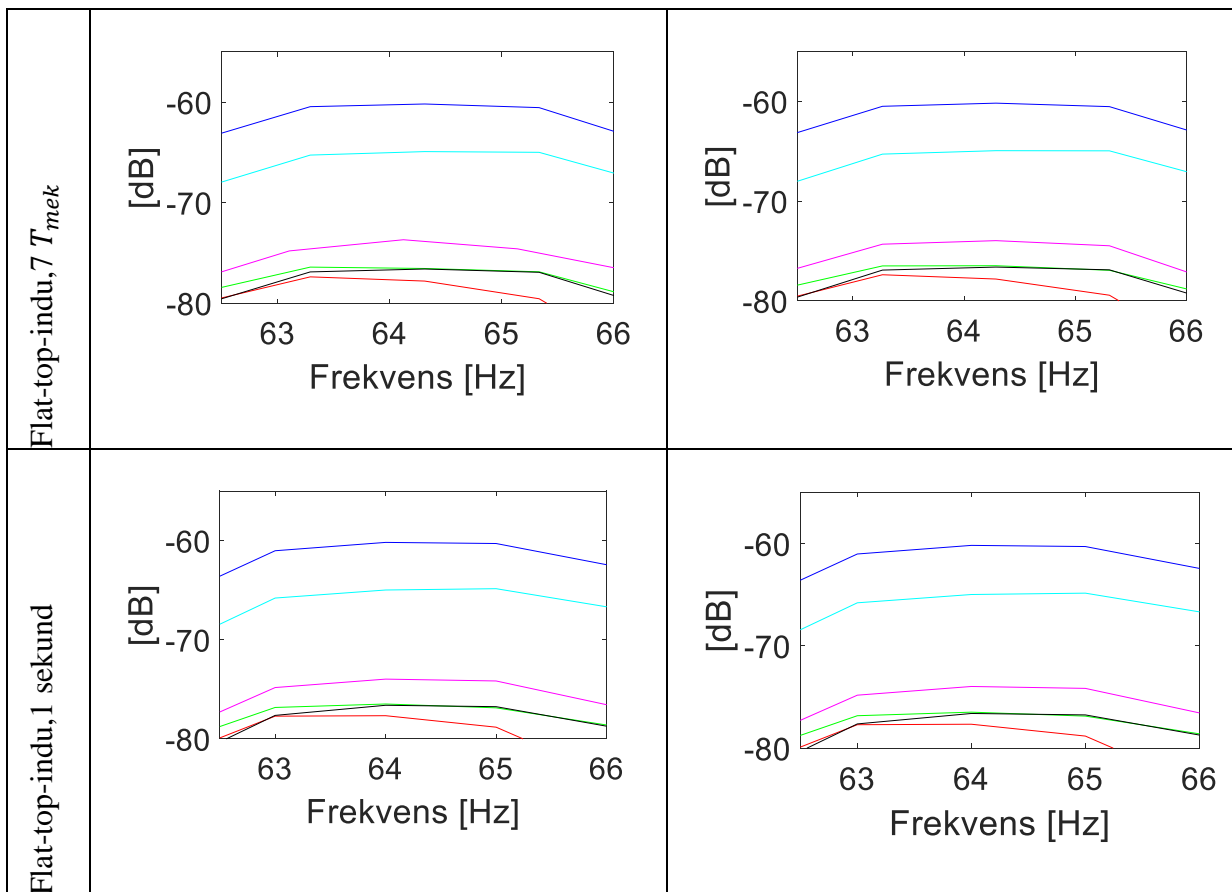 Flat-top-indu,7 T_mek
-60
-70
-80
[dB]
63 64 65 66
Frekvens [Hz]
-60
-70
-80
[dB]
63 64 65 66
Frekvens [Hz]
Flat-top-indu,1 sekund
-60
-70
-80
[dB]
63 64 65 66
Frekvens [Hz]
-60
-70
-80
[dB]
63 64 65 66
Frekvens [Hz]